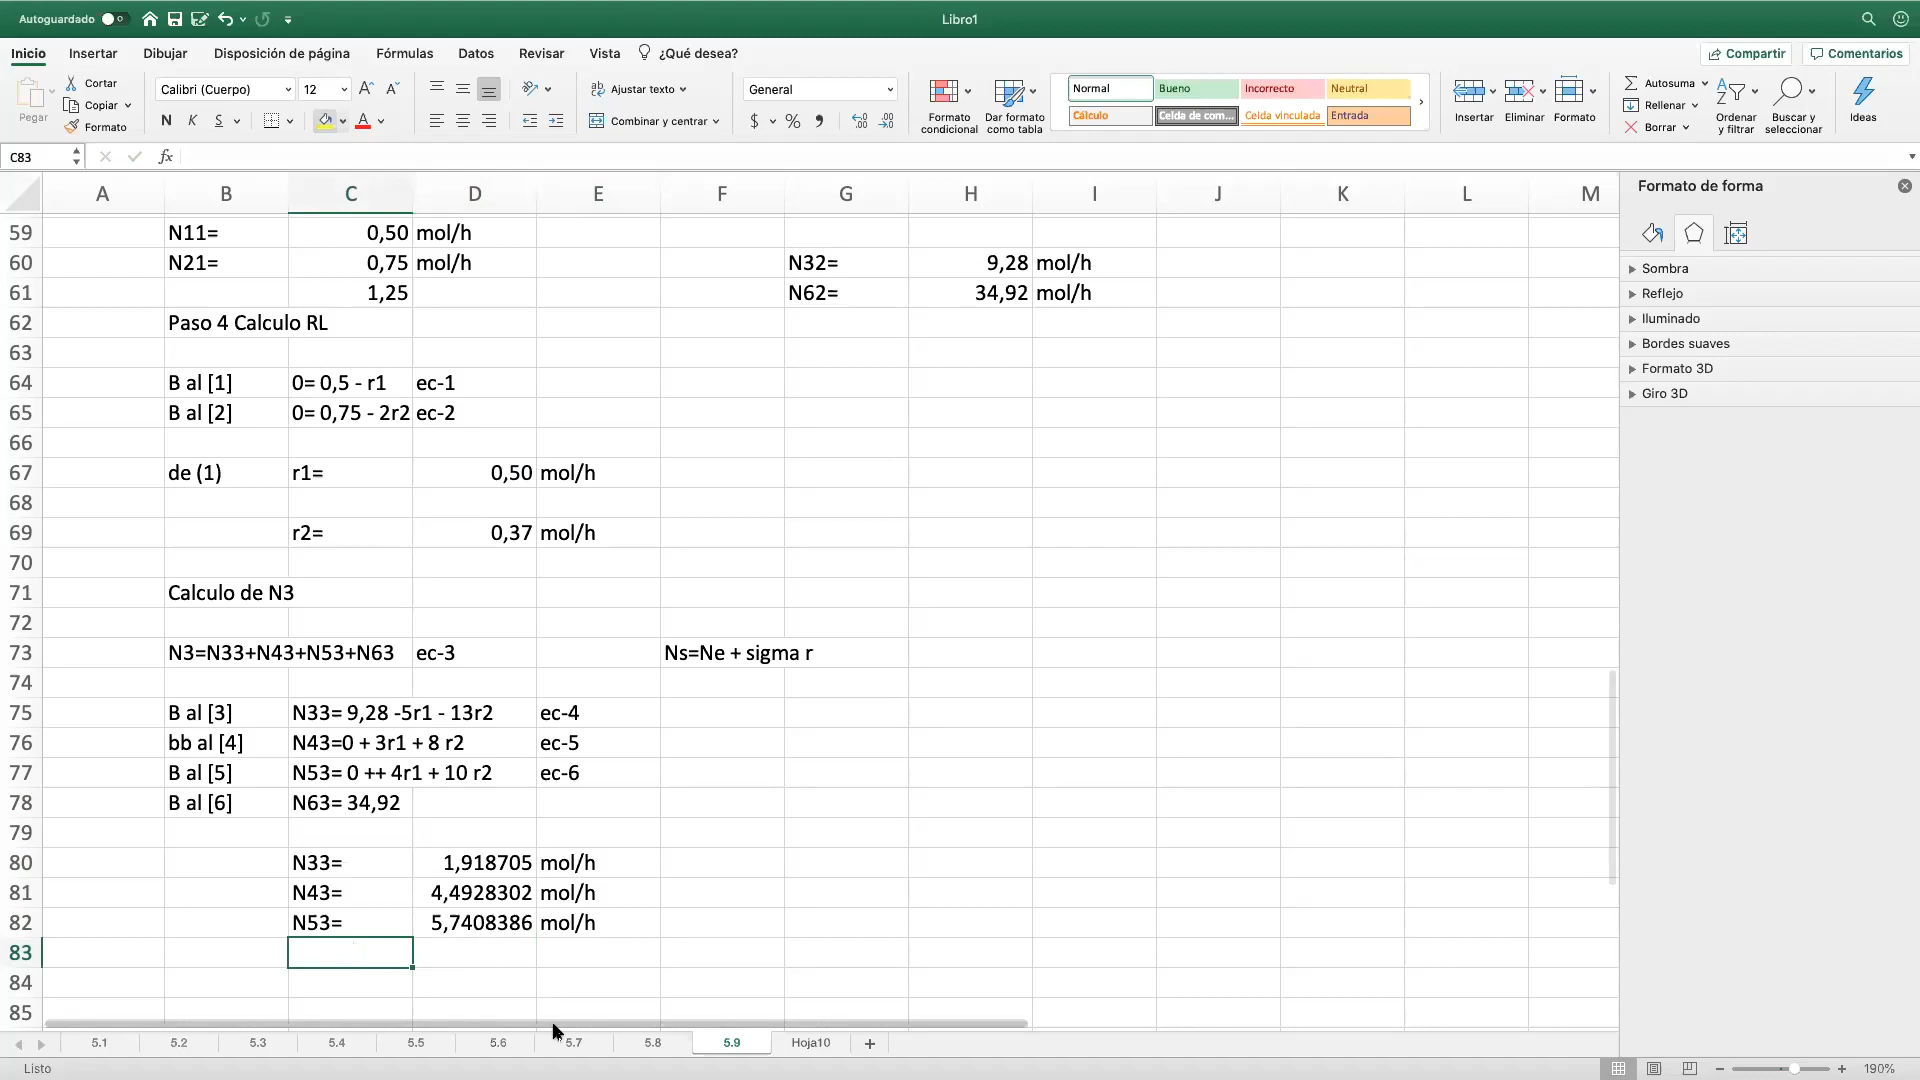 Autoguardado
Libro1
Inicio Insertar Dibujar Disposición de página Fórmulas Datos Revisar Vista ¿Qué desea? Compartir Comentarios
Pegar
Cortar
Copiar
Formato
Calibri (Cuerpo) 12
N K S
Ajustar texto
Combinar y centrar
General
$ %
Formato condicional
Dar formato como tabla
Normal Bueno Incorrecto Neutral
Cálculo Celda de com... Celda vinculada Entrada
Insertar Eliminar Formato
Autosuma
Rellenar
Borrar
Ordenar y filtrar
Buscar y seleccionar
Ideas
C83 fx
A B C D E F G H I J K L M
59 N11= 0,50 mol/h
60 N21= 0,75 mol/h N32= 9,28 mol/h
61 1,25 N62= 34,92 mol/h
62 Paso 4 Calculo RL
63
64 B al [1] 0= 0,5 - r1 ec-1
65 B al [2] 0= 0,75 - 2r2 ec-2
66
67 de (1) r1= 0,50 mol/h
68
69 r2= 0,37 mol/h
70
71 Calculo de N3
72
73 N3=N33+N43+N53+N63 ec-3 Ns=Ne + sigma r
74
75 B al [3] N33= 9,28 -5r1 - 13r2 ec-4
76 bb al [4] N43=0 + 3r1 + 8 r2 ec-5
77 B al [5] N53= 0 ++ 4r1 + 10 r2 ec-6
78 B al [6] N63= 34,92
79
80 N33= 1,918705 mol/h
81 N43= 4,4928302 mol/h
82 N53= 5,7408386 mol/h
83
84
85
Formato de forma
Sombra
Reflejo
Iluminado
Bordes suaves
Formato 3D
Giro 3D
5.1 5.2 5.3 5.4 5.5 5.6 5.7 5.8 5.9 Hoja10 +
Listo 190%